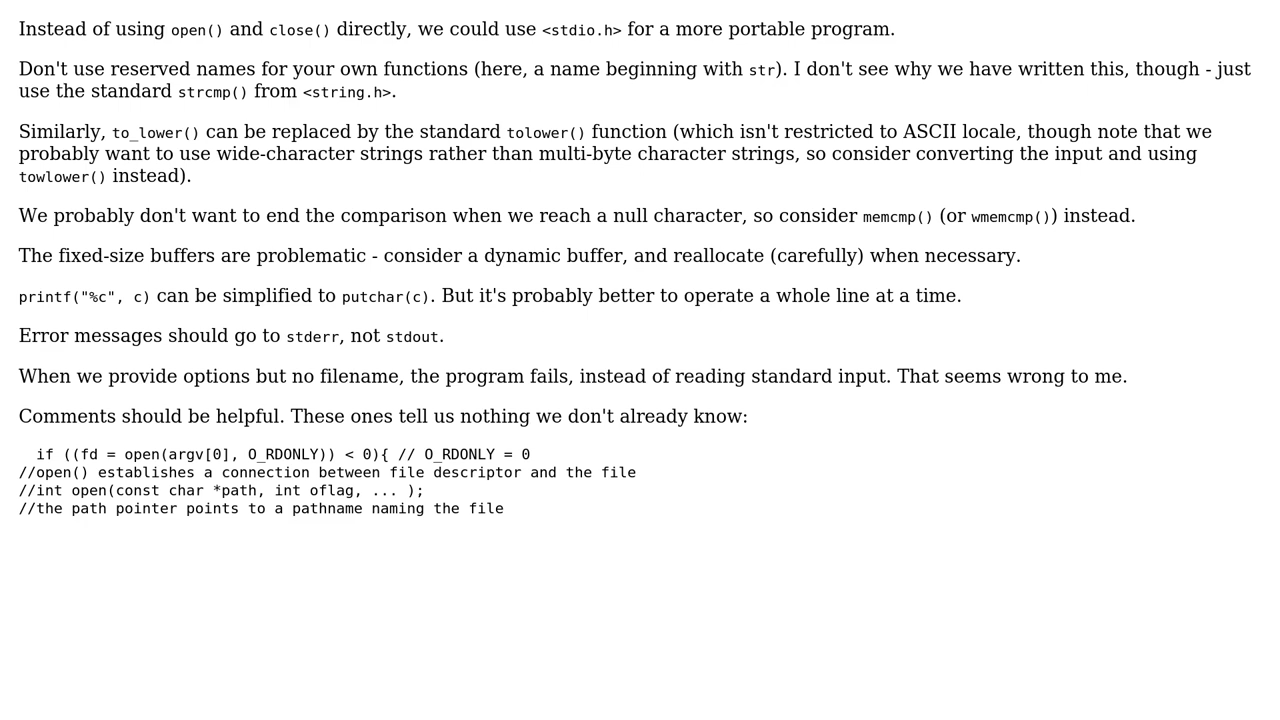 Instead of using open() and close() directly, we could use <stdio.h> for a more portable program.
Don't use reserved names for your own functions (here, a name beginning with str). I don't see why we have written this, though - just
use the standard strcmp() from <string.h>.
Similarly, to_lower() can be replaced by the standard tolower() function (which isn't restricted to ASCII locale, though note that we
probably want to use wide-character strings rather than multi-byte character strings, so consider converting the input and using
towlower() instead).
We probably don't want to end the comparison when we reach a null character, so consider memcmp() (or wmemcmp()) instead.
The fixed-size buffers are problematic - consider a dynamic buffer, and reallocate (carefully) when necessary.
printf("%c", c) can be simplified to putchar(c). But it's probably better to operate a whole line at a time.
Error messages should go to stderr, not stdout.
When we provide options but no filename, the program fails, instead of reading standard input. That seems wrong to me.
Comments should be helpful. These ones tell us nothing we don't already know:
if ((fd = open(argv[0], O_RDONLY)) < 0){ // O_RDONLY = 0
//open() establishes a connection between file descriptor and the file
//int open(const char *path, int oflag, ... );
//the path pointer points to a pathname naming the file